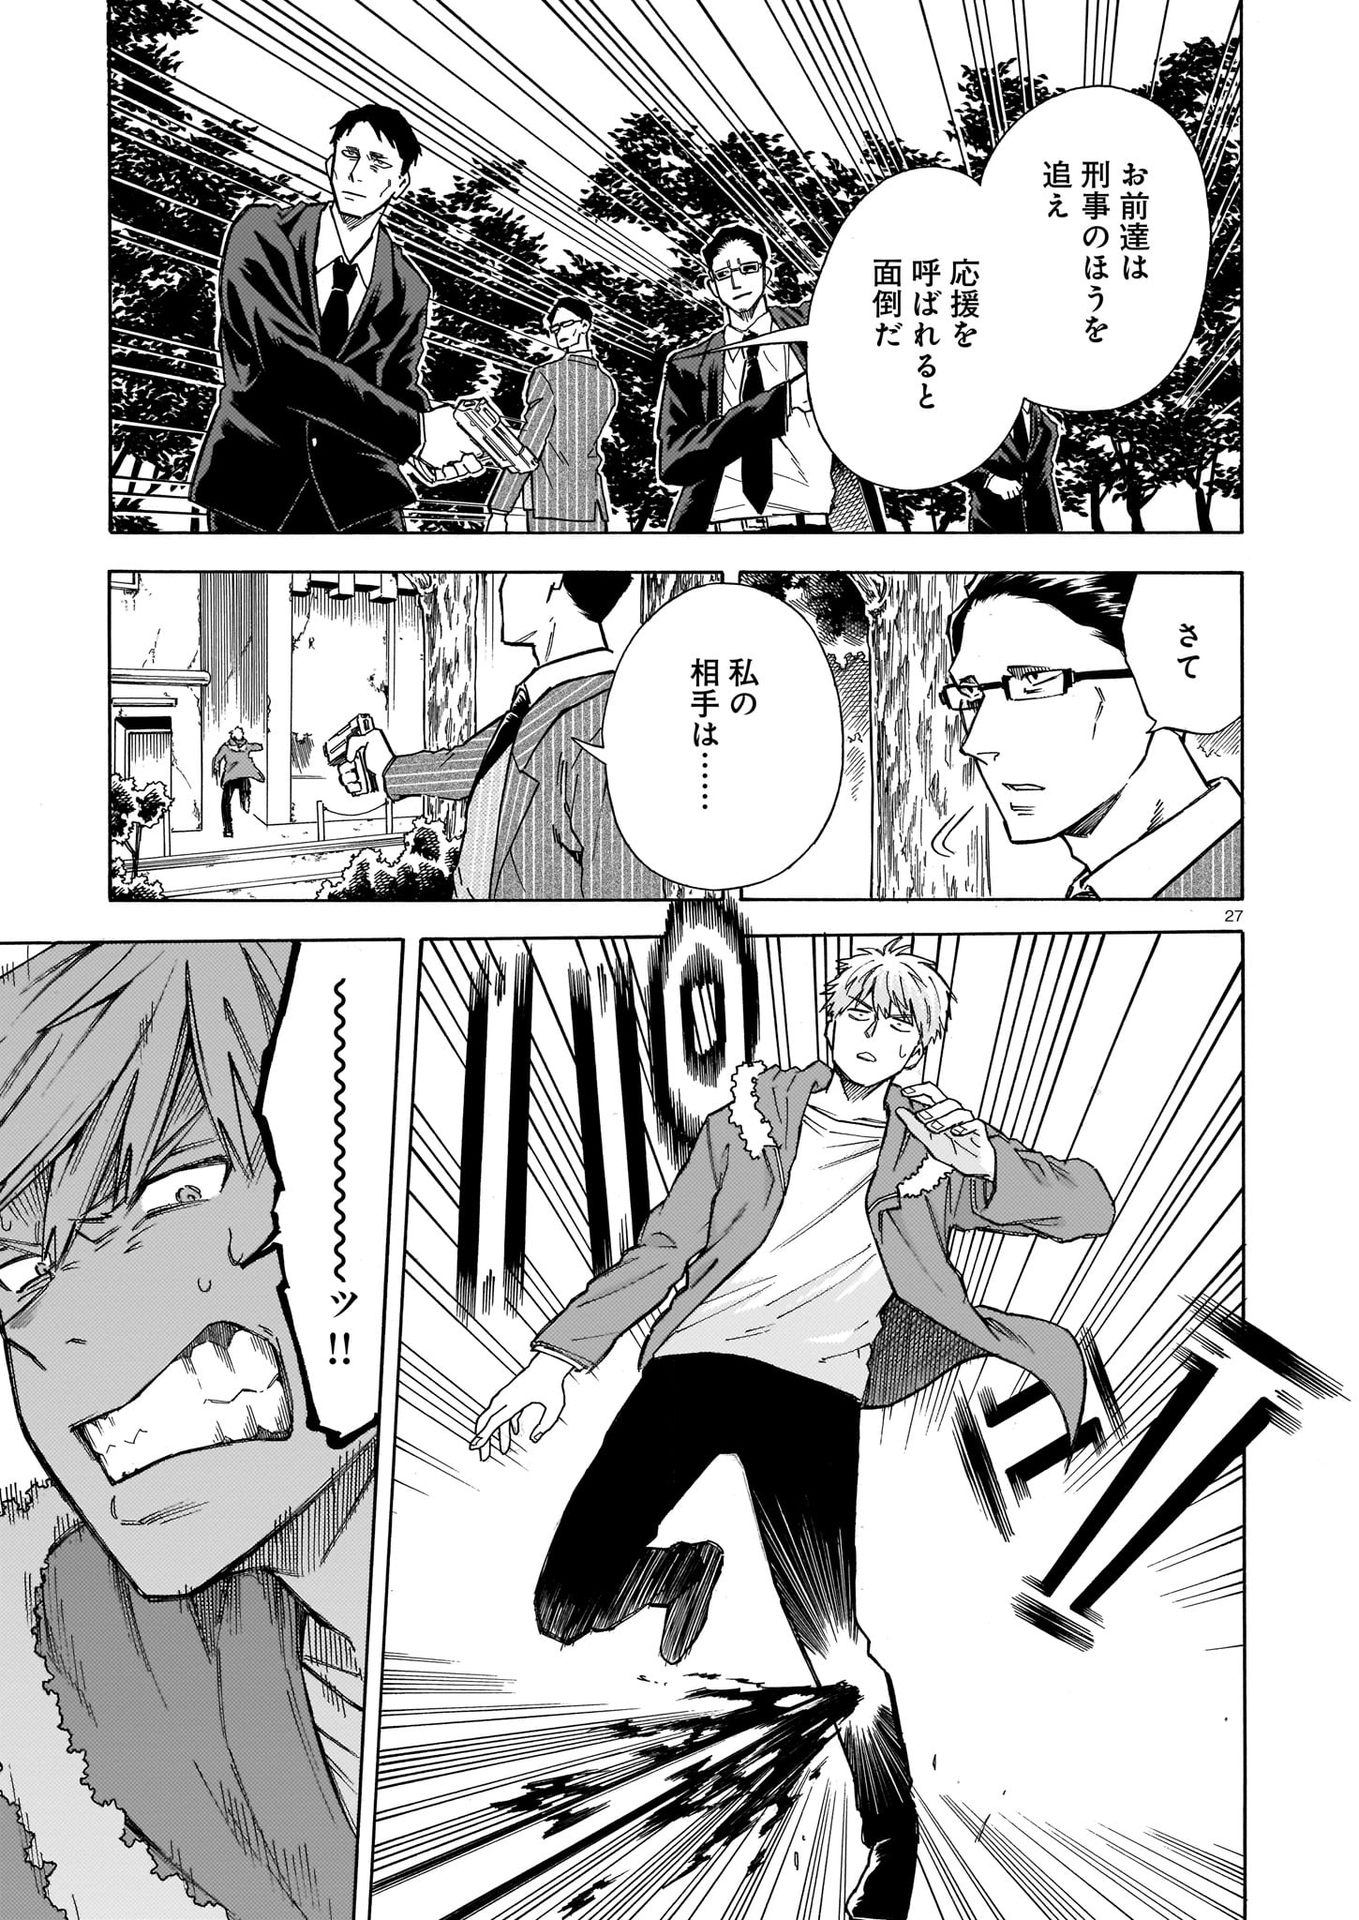 お前達は
刑事のほうを
追え
応援を
呼ばれると
面倒だ
さて
私の
相手は……
27
〜〜〜〜〜〜〜ッ!!